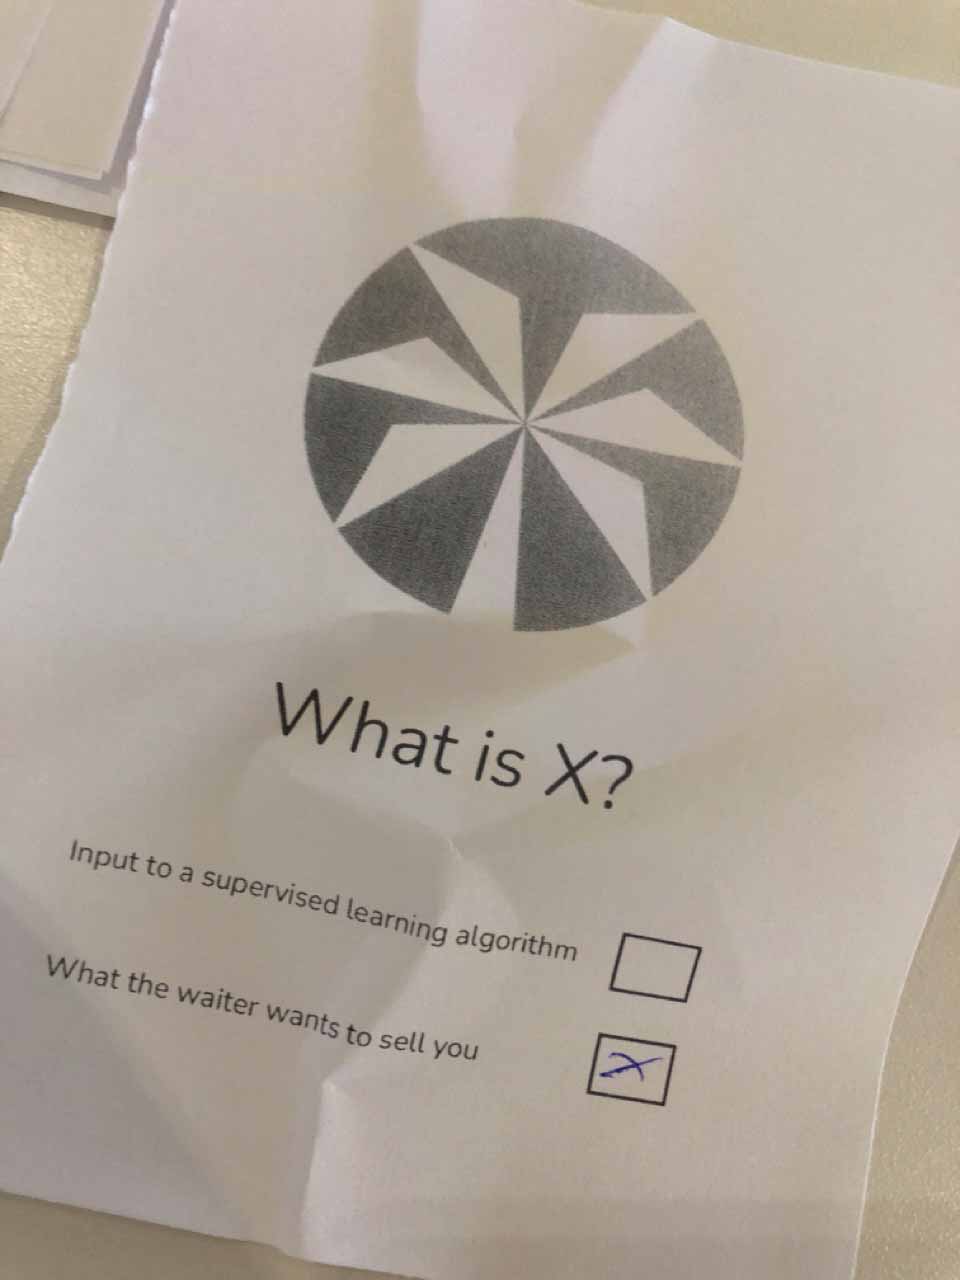 What is X?
Input to a supervised learning algorithm
What the waiter wants to sell you
X